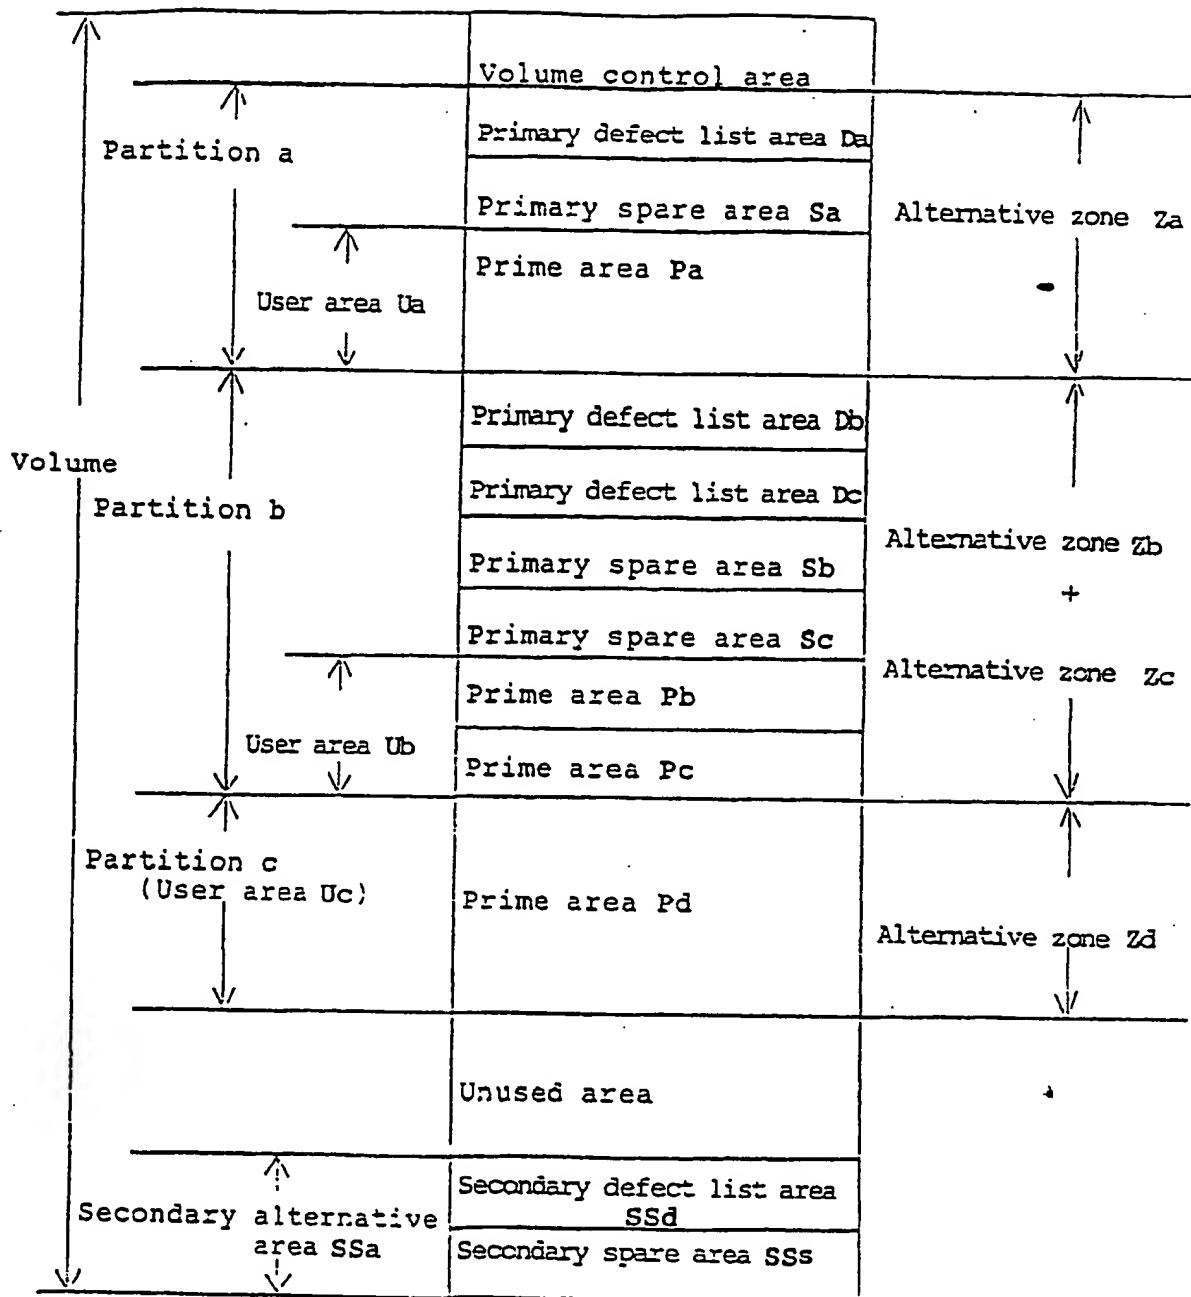 Volume control area
Primary defect list area Da
Partition a
Primary spare area Sa
Alternative zone Za
Prime area Pa
User area Ua
Primary defect list area Db
Volume
Primary defect list area Dc
Partition b
Alternative zone Zb
Primary spare area Sb
+
Primary spare area Sc
Alternative zone Zc
Prime area Pb
User area Ub
Prime area Pc
Partition c
(User area Uc)
Prime area Pd
Alternative zone Zd
Unused area
Secondary defect list area
SSd
Secondary alternative
area SSa
Secondary spare area SSs